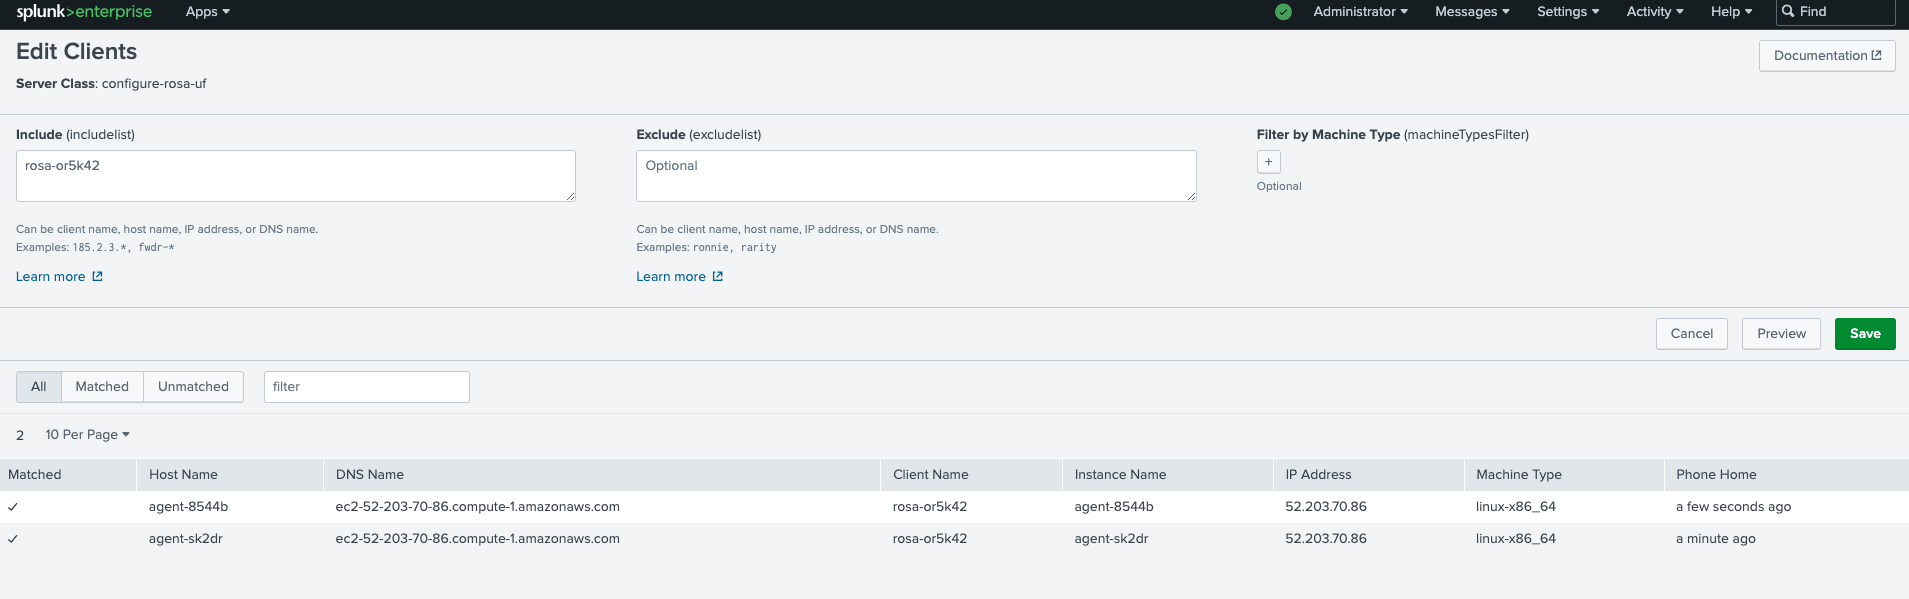 splunk>enterprise Apps Administrator Messages Settings Activity Help Find
Edit Clients
Documentation
Server Class: configure-rosa-uf
Include (includelist)
rosa-or5k42
Can be client name, host name, IP address, or DNS name.
Examples: 185.2.3.*, fwdr-*
Learn more
Exclude (excludelist)
Optional
Can be client name, host name, IP address, or DNS name.
Examples: ronnie, rarity
Learn more
Filter by Machine Type (machineTypesFilter)
+
Optional
Cancel Preview Save
All Matched Unmatched filter
2 10 Per Page
Matched Host Name DNS Name Client Name Instance Name IP Address Machine Type Phone Home
agent-8544b ec2-52-203-70-86.compute-1.amazonaws.com rosa-or5k42 agent-8544b 52.203.70.86 linux-x86_64 a few seconds ago
agent-sk2dr ec2-52-203-70-86.compute-1.amazonaws.com rosa-or5k42 agent-sk2dr 52.203.70.86 linux-x86_64 a minute ago